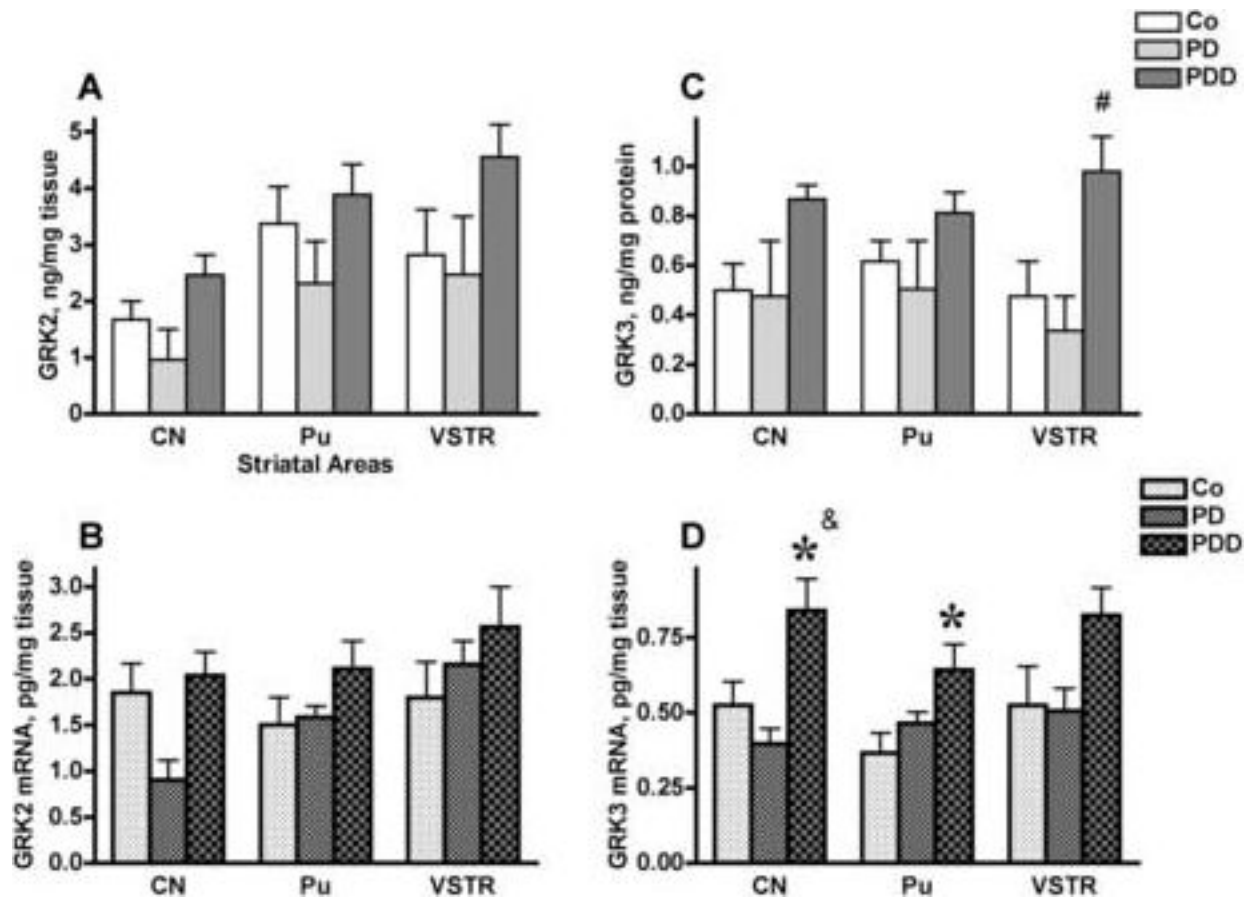 Co
PD
PDD
A
GRK2, ng/mg tissue
5
4
3
2
1
0
CN Pu VSTR
Striatal Areas
C
#
GRK3, ng/mg protein
1.0
0.8
0.6
0.4
0.2
0.0
CN Pu VSTR
Co
PD
PDD
B
GRK2 mRNA, pg/mg tissue
3.0
2.5
2.0
1.5
1.0
0.5
0.0
CN Pu VSTR
D
* &
*
GRK3 mRNA, pg/mg tissue
0.75
0.50
0.25
0.00
CN Pu VSTR